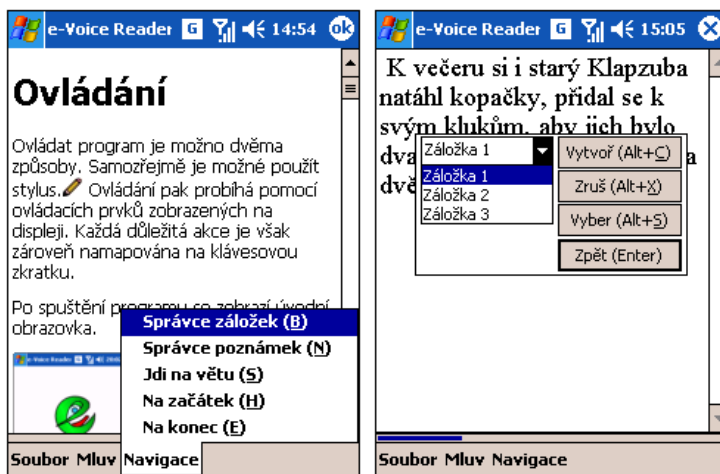 e-Voice Reader G 14:54 ok
Ovládání
Ovládat program je možno dvěma
způsoby. Samozřejmě je možné použít
stylus. Ovládání pak probíhá pomocí
ovládacích prvků zobrazených na
displeji. Každá důležitá akce je však
zároveň namapována na klávesovou
zkratku.
Po spuštění programu se zobrazí úvodní
obrazovka.
Správce záložek (B)
Správce poznámek (N)
Jdi na větu (S)
Na začátek (H)
Na konec (E)
Soubor Mluv Navigace
e-Voice Reader G 15:05
K večeru si i starý Klapzuba
natáhl kopačky, přidal se k
svým klukům, aby jich bylo
dva
a
dvě
Záložka 1
Záložka 1
Záložka 2
Záložka 3
Vytvoř (Alt+C)
Zruš (Alt+X)
Vyber (Alt+S)
Zpět (Enter)
Soubor Mluv Navigace